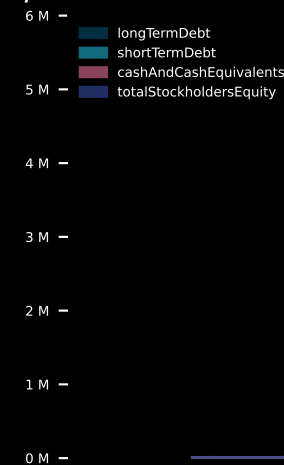 6 M
longTermDebt
shortTermDebt
cashAndCashEquivalents
totalStockholdersEquity
5 M
4 M
3 M
2 M
1 M
0 M